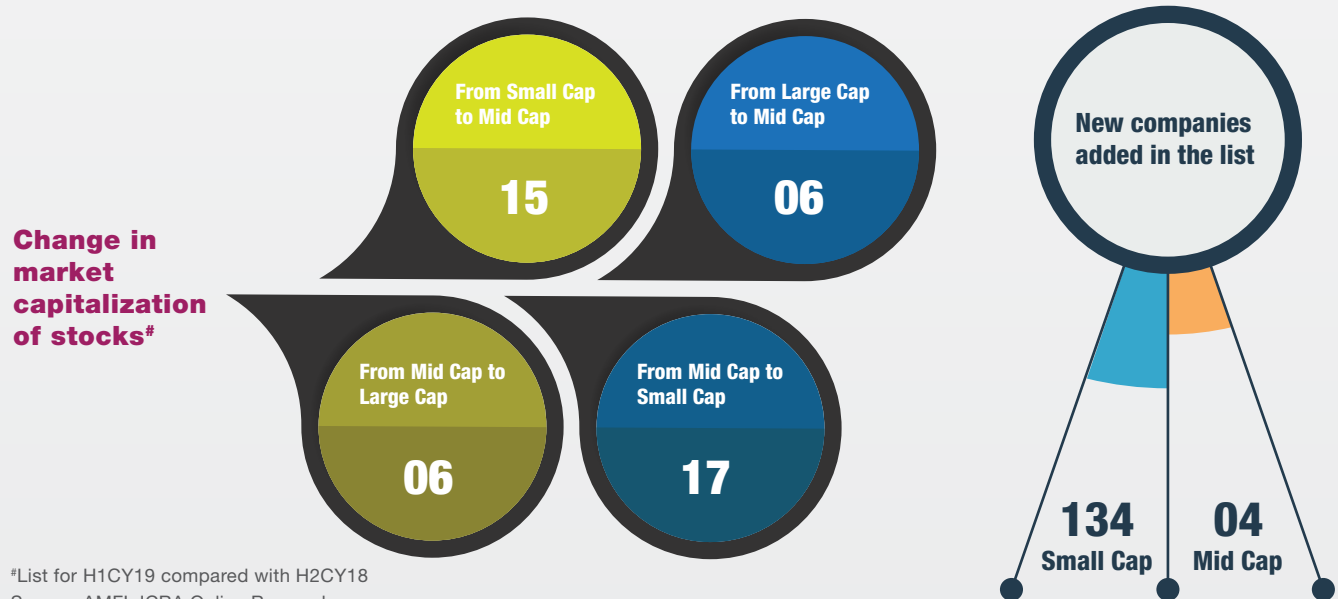 From Small Cap
to Mid Cap
15
From Large Cap
to Mid Cap
06
New companies
added in the list
Change in
market
capitalization
of stocks#
From Mid Cap to
Large Cap
06
From Mid Cap to
Small Cap
17
134
Small Cap
04
Mid Cap
#List for H1CY19 compared with H2CY18